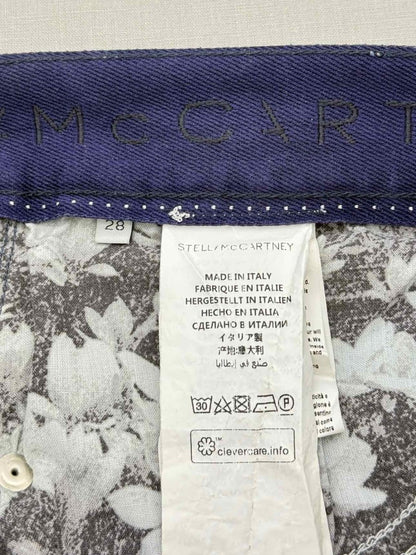 McCART
28
STELLA McCARTNEY
MADE IN ITALY
FABRIQUE EN ITALIE
HERGESTELLT IN ITALIEN
HECHO EN ITALIA
СДЕЛАНО В ИТАЛИИ
イタリア製
产地:意大利
صنع في إيطاليا
30
P
clevercare.info